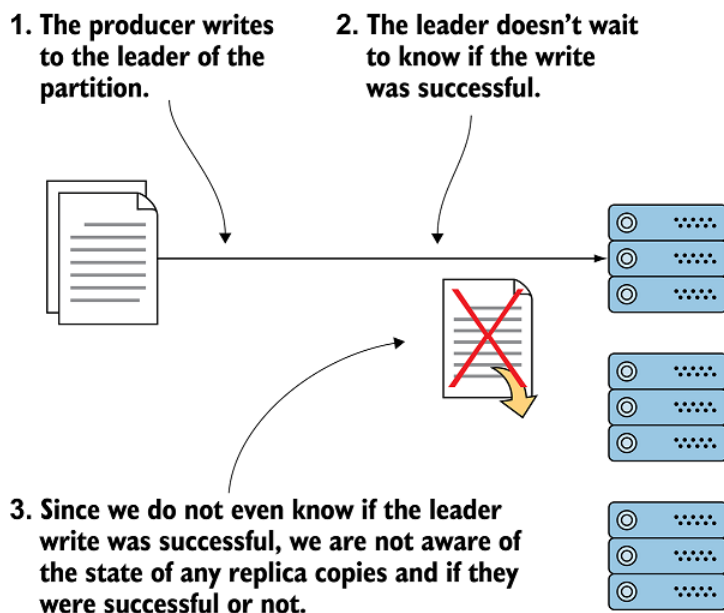 1. The producer writes
to the leader of the
partition.
2. The leader doesn't wait
to know if the write
was successful.
3. Since we do not even know if the leader
write was successful, we are not aware of
the state of any replica copies and if they
were successful or not.